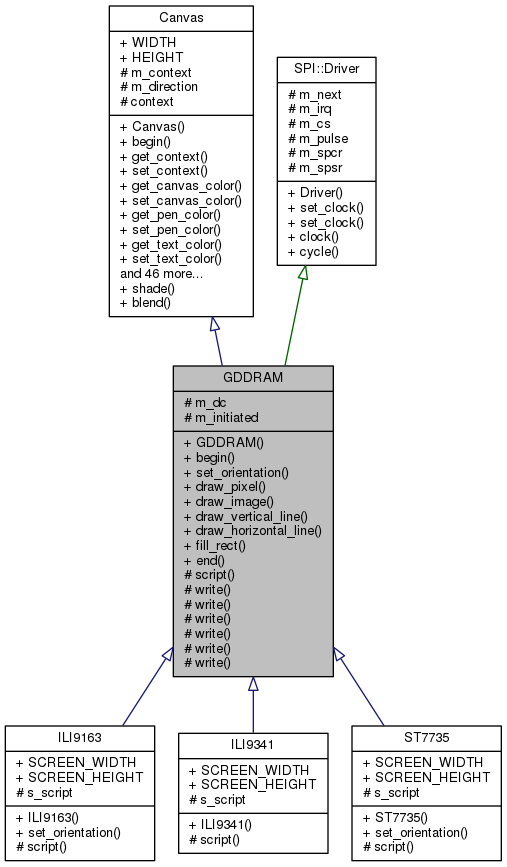 Canvas
+ WIDTH
+ HEIGHT
# m_context
# m_direction
# context
+ Canvas()
+ begin()
+ get_context()
+ set_context()
+ get_canvas_color()
+ set_canvas_color()
+ get_pen_color()
+ set_pen_color()
+ get_text_color()
+ set_text_color()
and 46 more...
+ shade()
+ blend()
SPI::Driver
# m_next
# m_irq
# m_cs
# m_pulse
# m_spcr
# m_spsr
+ Driver()
+ set_clock()
+ set_clock()
+ clock()
+ cycle()
GDDRAM
# m_dc
# m_initiated
+ GDDRAM()
+ begin()
+ set_orientation()
+ draw_pixel()
+ draw_image()
+ draw_vertical_line()
+ draw_horizontal_line()
+ fill_rect()
+ end()
# script()
# write()
# write()
# write()
# write()
# write()
# write()
ILI9163
+ SCREEN_WIDTH
+ SCREEN_HEIGHT
# s_script
+ ILI9163()
+ set_orientation()
# script()
ILI9341
+ SCREEN_WIDTH
+ SCREEN_HEIGHT
# s_script
+ ILI9341()
# script()
ST7735
+ SCREEN_WIDTH
+ SCREEN_HEIGHT
# s_script
+ ST7735()
+ set_orientation()
# script()